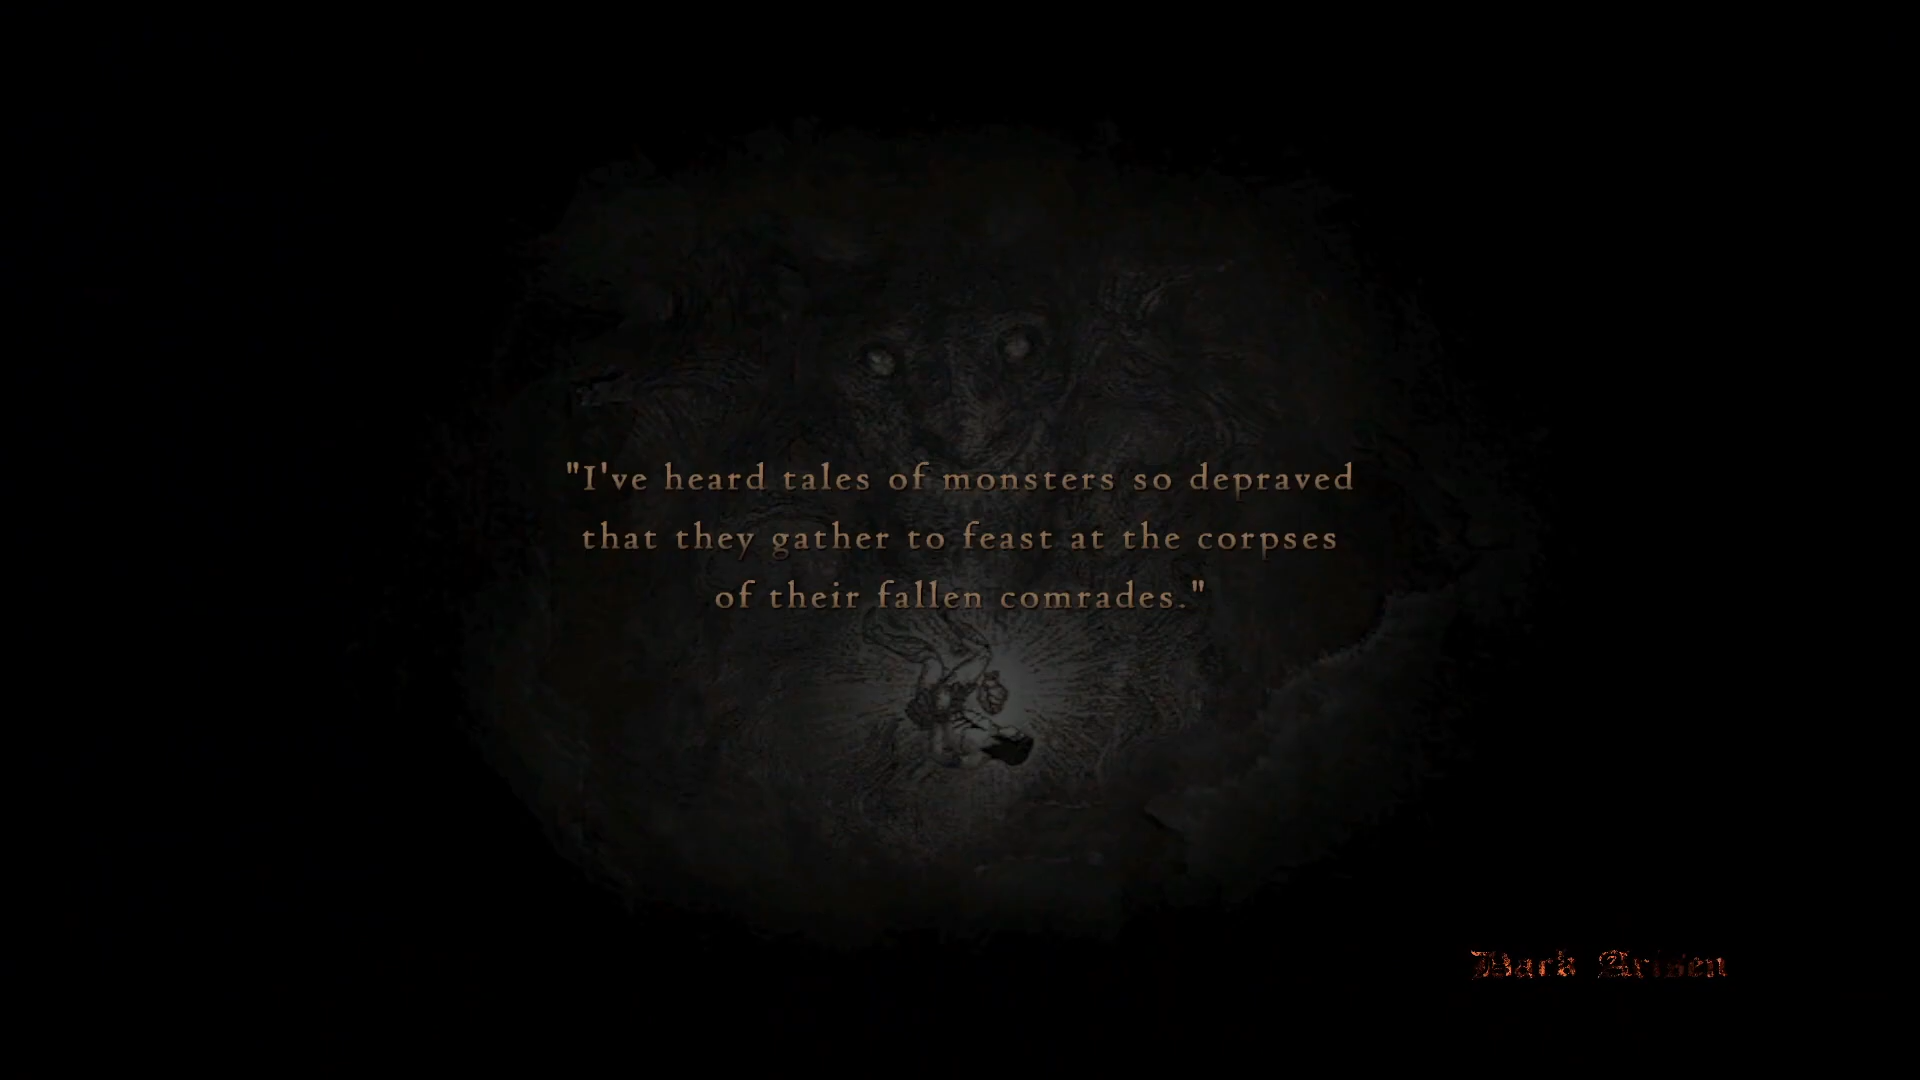 "I've heard tales of monsters so depraved
that they gather to feast at the corpses
of their fallen comrades."
Dark Arisen